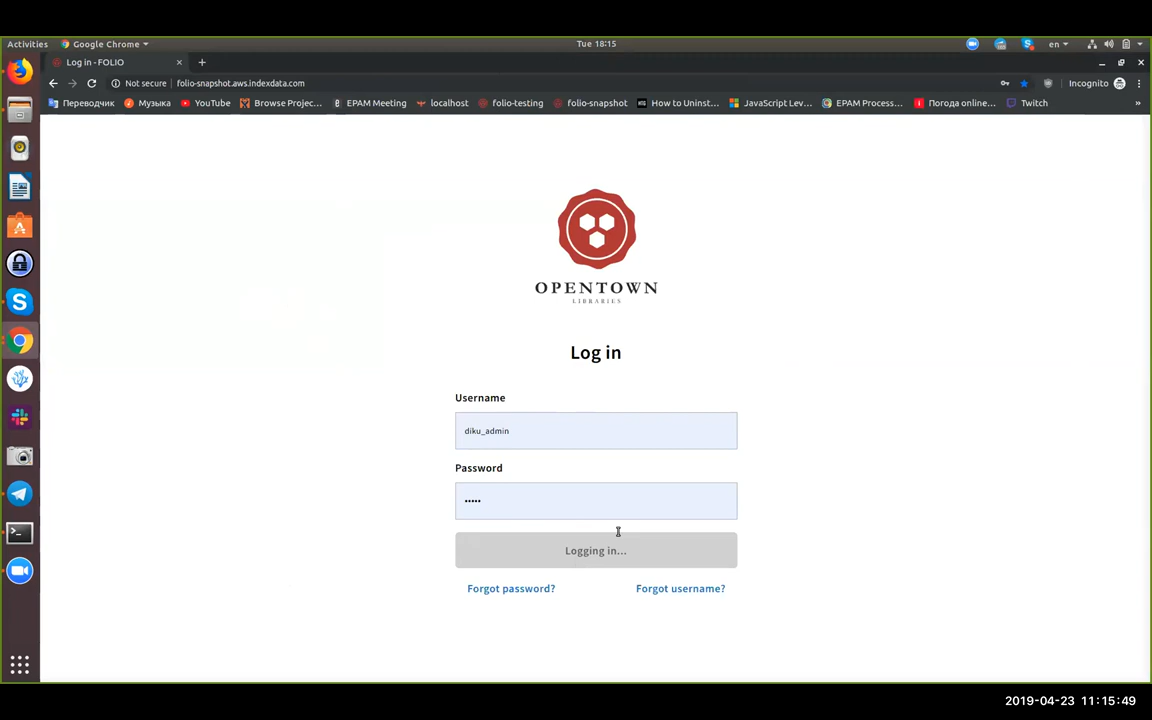 Activities
Google Chrome
Tue 18:15
en
Log in - FOLIO
Not secure
folio-snapshot.aws.indexdata.com
Incognito
Переводчик
Музыка
YouTube
Browse Projec...
EPAM Meeting
localhost
folio-testing
folio-snapshot
How to Uninst...
JavaScript Lev...
EPAM Process...
Погода online...
Twitch
»
OPENTOWN
LIBRARIES
Log in
Username
diku_admin
Password
•••••
Logging in...
Forgot password?
Forgot username?
2019-04-23 11:15:49